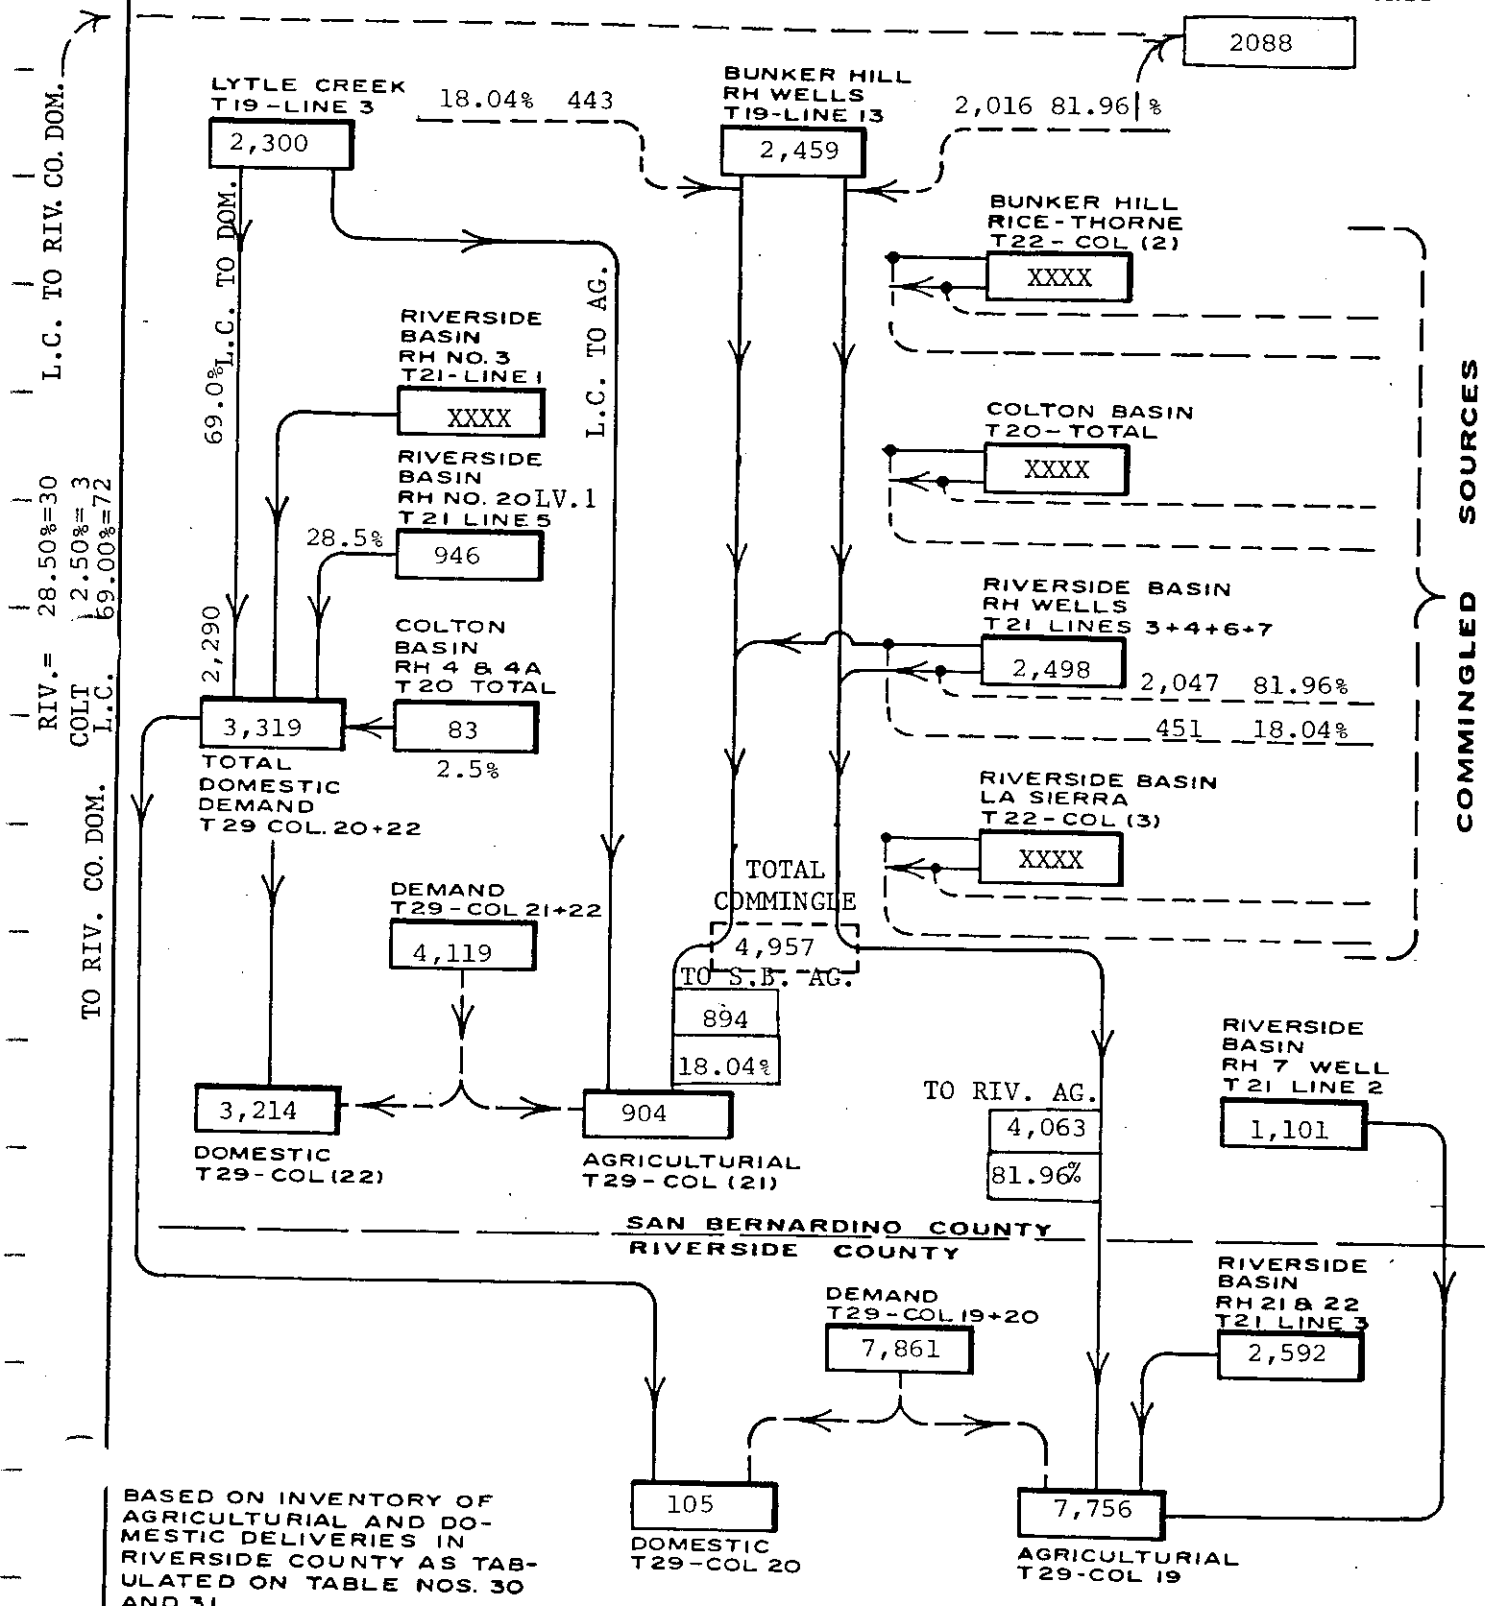 2088
LYTLE CREEK
T19-LINE 3
2,300
18.04% 443
BUNKER HILL
RH WELLS
T19-LINE 13
2,459
2,016 81.96 %
L.C. TO RIV. CO. DOM.
69.0% L.C. TO DOM.
2,290
L.C. TO AG.
BUNKER HILL
RICE-THORNE
T22-COL (2)
XXXX
RIVERSIDE
BASIN
RH NO. 3
T21-LINE 1
XXXX
COLTON BASIN
T20-TOTAL
XXXX
RIVERSIDE
BASIN
RH NO. 20 LV.1
T21 LINE 5
28.5%
946
RIV.= 28.50%=30
COLT 2.50%= 3
L.C. 69.00%=72
COLTON
BASIN
RH 4 & 4A
T20 TOTAL
83
2.5%
RIVERSIDE BASIN
RH WELLS
T21 LINES 3+4+6+7
2,498
2,047 81.96%
451 18.04%
COMMINGLED SOURCES
3,319
TOTAL
DOMESTIC
DEMAND
T29 COL. 20+22
RIVERSIDE BASIN
LA SIERRA
T22-COL (3)
XXXX
TO RIV. CO. DOM.
DEMAND
T29-COL 21+22
4,119
TOTAL
COMMINGLE
4,957
TO S.B. AG.
894
18.04%
3,214
DOMESTIC
T29-COL (22)
904
AGRICULTURIAL
T29-COL (21)
TO RIV. AG.
4,063
81.96%
RIVERSIDE
BASIN
RH 7 WELL
T21 LINE 2
1,101
SAN BERNARDINO COUNTY
RIVERSIDE COUNTY
DEMAND
T29-COL 19+20
7,861
RIVERSIDE
BASIN
RH 21 & 22
T21 LINE 3
2,592
105
DOMESTIC
T29-COL 20
7,756
AGRICULTURIAL
T29-COL 19
BASED ON INVENTORY OF
AGRICULTURIAL AND DO-
MESTIC DELIVERIES IN
RIVERSIDE COUNTY AS TAB-
ULATED ON TABLE NOS. 30
AND 31